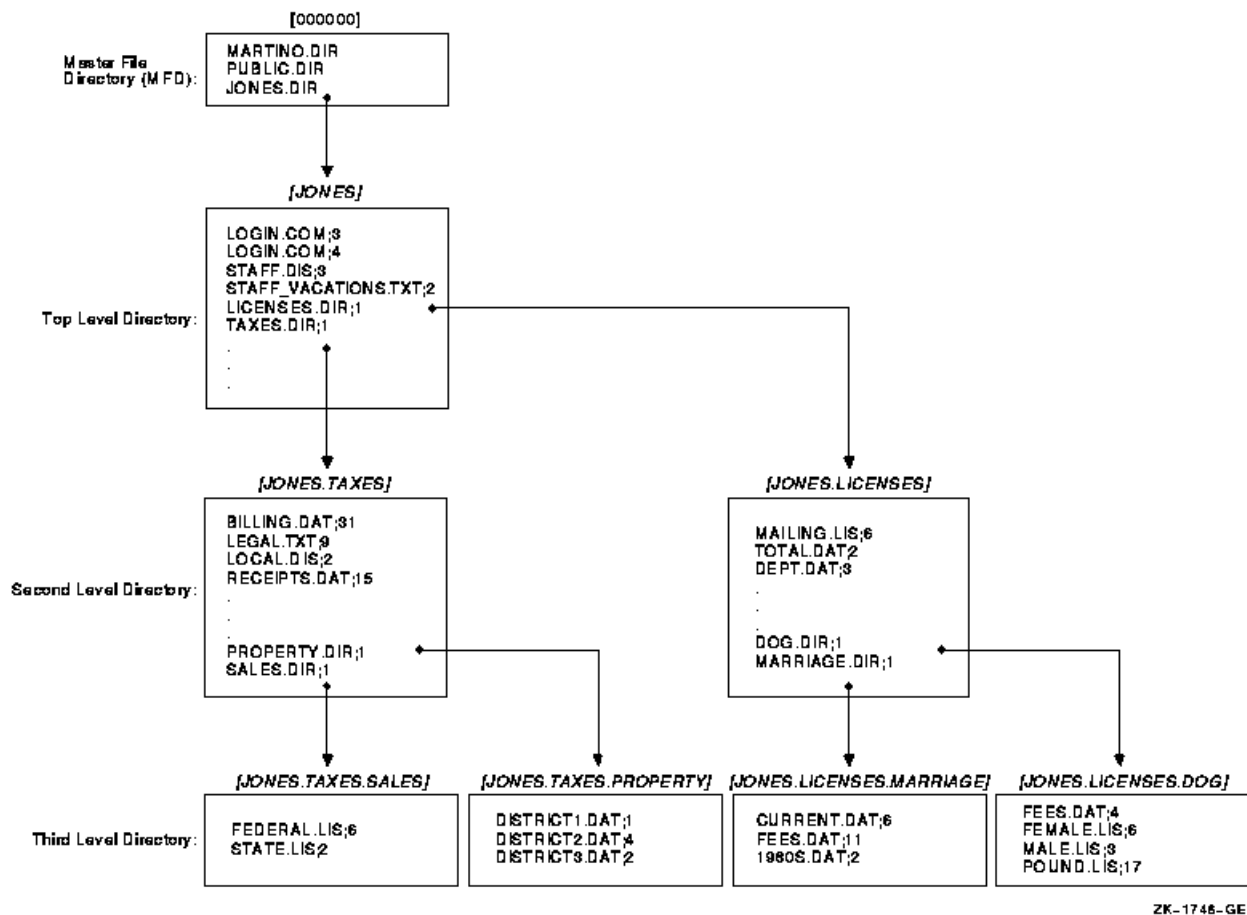 [000000]
Master File
Directory (MFD):
MARTINO.DIR
PUBLIC.DIR
JONES.DIR
[JONES]
Top Level Directory:
LOGIN.COM;3
LOGIN.COM;4
STAFF.DIS;3
STAFF_VACATIONS.TXT;2
LICENSES.DIR;1
TAXES.DIR;1
.
.
.
[JONES.TAXES]
Second Level Directory:
BILLING.DAT;31
LEGAL.TXT;9
LOCAL.DIS;2
RECEIPTS.DAT;15
.
.
.
PROPERTY.DIR;1
SALES.DIR;1
[JONES.LICENSES]
MAILING.LIS;6
TOTAL.DAT;2
DEPT.DAT;3
.
.
.
DOG.DIR;1
MARRIAGE.DIR;1
[JONES.TAXES.SALES]
Third Level Directory:
FEDERAL.LIS;6
STATE.LIS;2
[JONES.TAXES.PROPERTY]
DISTRICT1.DAT;1
DISTRICT2.DAT;4
DISTRICT3.DAT;2
[JONES.LICENSES.MARRIAGE]
CURRENT.DAT;6
FEES.DAT;11
1980S.DAT;2
[JONES.LICENSES.DOG]
FEES.DAT;4
FEMALE.LIS;6
MALE.LIS;3
POUND.LIS;17
ZK-1746-GE